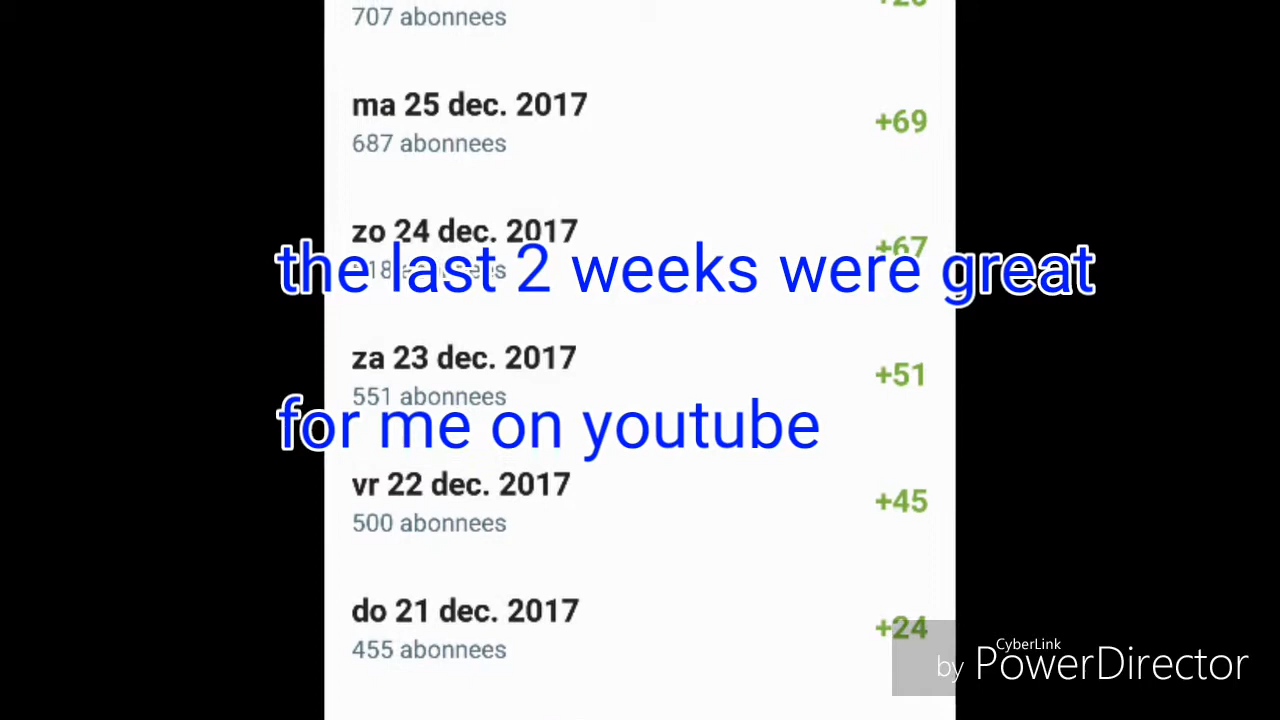 707 abonnees
ma 25 dec. 2017
+69
687 abonnees
zo 24 dec. 2017
+67
the last 2 weeks were great
za 23 dec. 2017
+51
551 abonnees
for me on youtube
vr 22 dec. 2017
+45
500 abonnees
do 21 dec. 2017
+24
455 abonnees
CyberLink
by PowerDirector